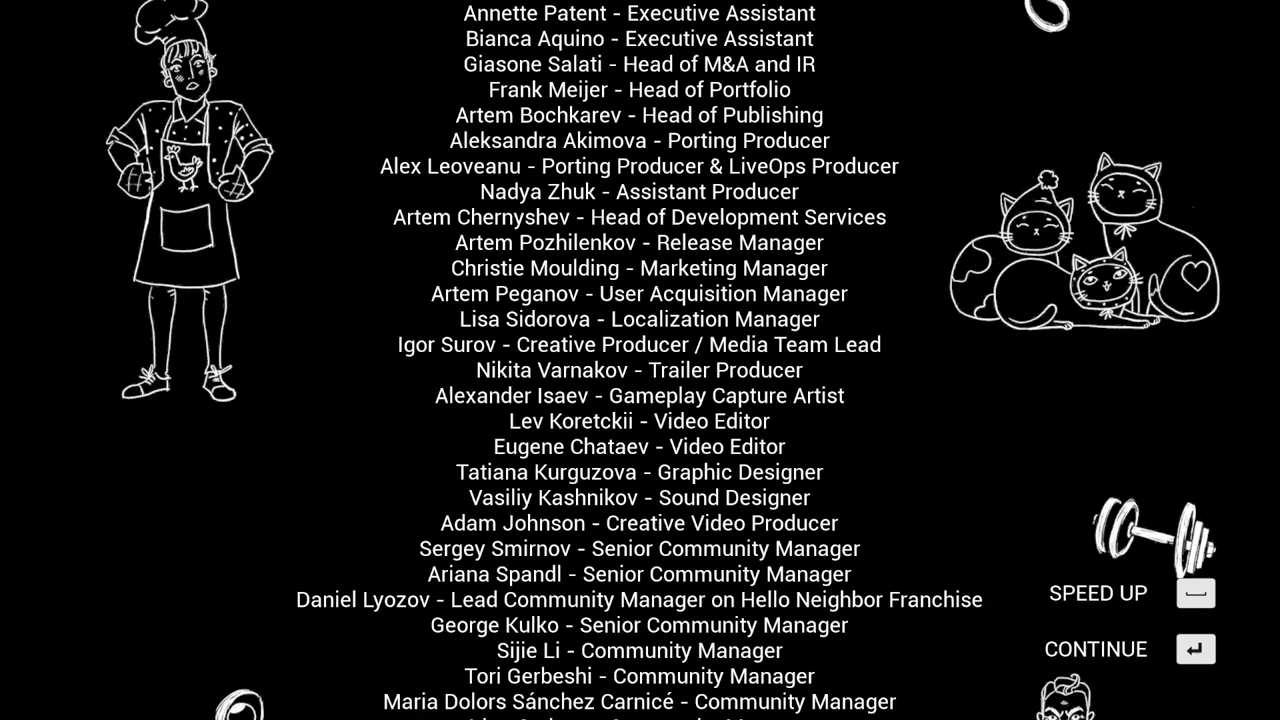 Annette Patent - Executive Assistant
Bianca Aquino - Executive Assistant
Giasone Salati - Head of M&A and IR
Frank Meijer - Head of Portfolio
Artem Bochkarev - Head of Publishing
Aleksandra Akimova - Porting Producer
Alex Leoveanu - Porting Producer & LiveOps Producer
Nadya Zhuk - Assistant Producer
Artem Chernyshev - Head of Development Services
Artem Pozhilenkov - Release Manager
Christie Moulding - Marketing Manager
Artem Peganov - User Acquisition Manager
Lisa Sidorova - Localization Manager
Igor Surov - Creative Producer / Media Team Lead
Nikita Varnakov - Trailer Producer
Alexander Isaev - Gameplay Capture Artist
Lev Koretckii - Video Editor
Eugene Chataev - Video Editor
Tatiana Kurguzova - Graphic Designer
Vasiliy Kashnikov - Sound Designer
Adam Johnson - Creative Video Producer
Sergey Smirnov - Senior Community Manager
Ariana Spandl - Senior Community Manager
Daniel Lyozov - Lead Community Manager on Hello Neighbor Franchise
George Kulko - Senior Community Manager
Sijie Li - Community Manager
Tori Gerbeshi - Community Manager
Maria Dolors Sánchez Carnicé - Community Manager
SPEED UP
CONTINUE